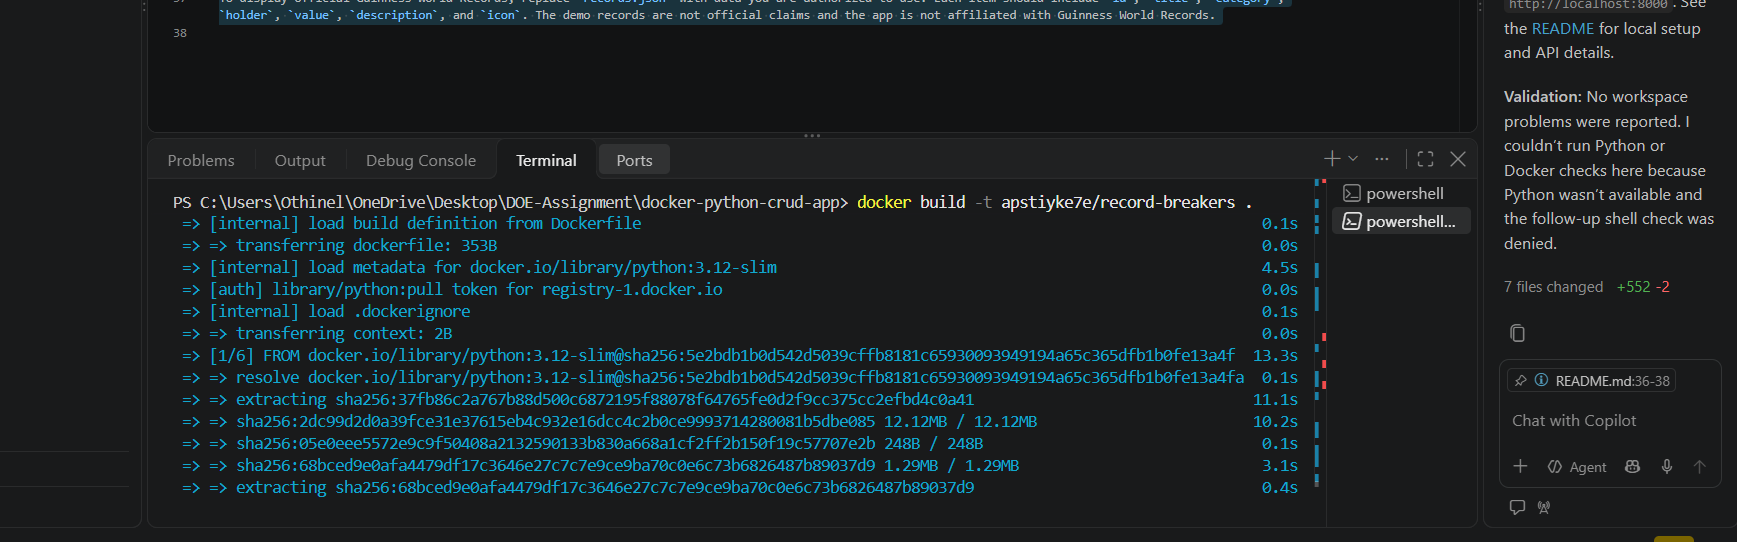 `holder`, `value`, `description`, and `icon`. The demo records are not official claims and the app is not affiliated with Guinness World Records.
38
Problems
Output
Debug Console
Terminal
Ports
PS C:\Users\Othinel\OneDrive\Desktop\DOE-Assignment\docker-python-crud-app> docker build -t apstiyke7e/record-breakers .
=> [internal] load build definition from Dockerfile 0.1s
=> => transferring dockerfile: 353B 0.0s
=> [internal] load metadata for docker.io/library/python:3.12-slim 4.5s
=> [auth] library/python:pull token for registry-1.docker.io 0.0s
=> [internal] load .dockerignore 0.1s
=> => transferring context: 2B 0.0s
=> [1/6] FROM docker.io/library/python:3.12-slim@sha256:5e2bdb1b0d542d5039cffb8181c65930093949194a65c365dfb1b0fe13a4f 13.3s
=> => resolve docker.io/library/python:3.12-slim@sha256:5e2bdb1b0d542d5039cffb8181c65930093949194a65c365dfb1b0fe13a4fa 0.1s
=> => extracting sha256:37fb86c2a767b88d500c6872195f88078f64765fe0d2f9cc375cc2efbd4c0a41 11.1s
=> => sha256:2dc99d2d0a39fce31e37615eb4c932e16dcc4c2b0ce9993714280081b5dbe085 12.12MB / 12.12MB 10.2s
=> => sha256:05e0eee5572e9c9f50408a2132590133b830a668a1cf2ff2b150f19c57707e2b 248B / 248B 0.1s
=> => sha256:68bced9e0afa4479df17c3646e27c7c7e9ce9ba70c0e6c73b6826487b89037d9 1.29MB / 1.29MB 3.1s
=> => extracting sha256:68bced9e0afa4479df17c3646e27c7c7e9ce9ba70c0e6c73b6826487b89037d9 0.4s
powershell
powershell...
http://localhost:8000 . See
the README for local setup
and API details.
Validation: No workspace
problems were reported. I
couldn't run Python or
Docker checks here because
Python wasn't available and
the follow-up shell check was
denied.
7 files changed +552 -2
README.md:36-38
Chat with Copilot
Agent